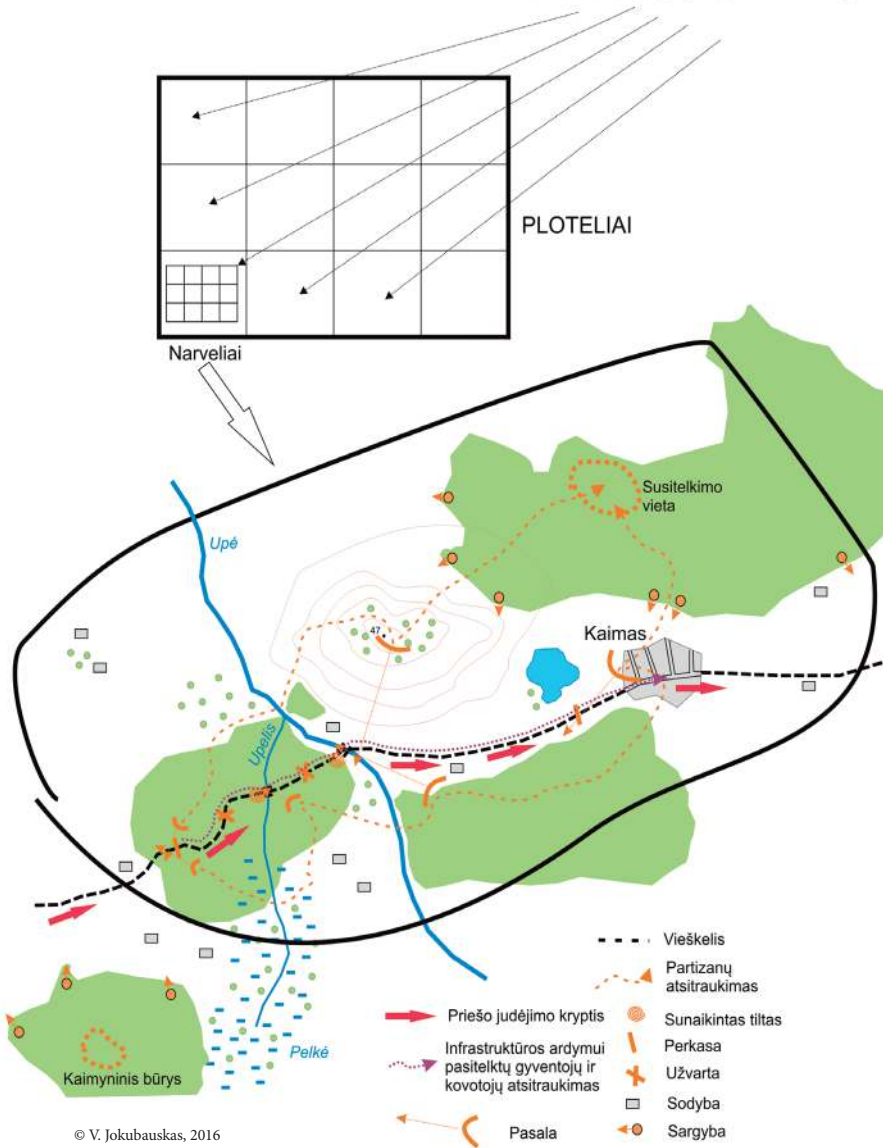 PLOTELIAI
Narveliai
Susitelkimo
vieta
Upė
47
Kaimas
Upelis
Vieškelis
Partizanų
atsitraukimas
Priešo judėjimo kryptis
Sunaikintas tiltas
Infrastruktūros ardymui
pasitelktų gyventojų ir
kovotojų atsitraukimas
Perkasa
Užvarta
Pelkė
Sodyba
Kaimyninis būrys
Pasala
Sargyba
© V. Jokubauskas, 2016